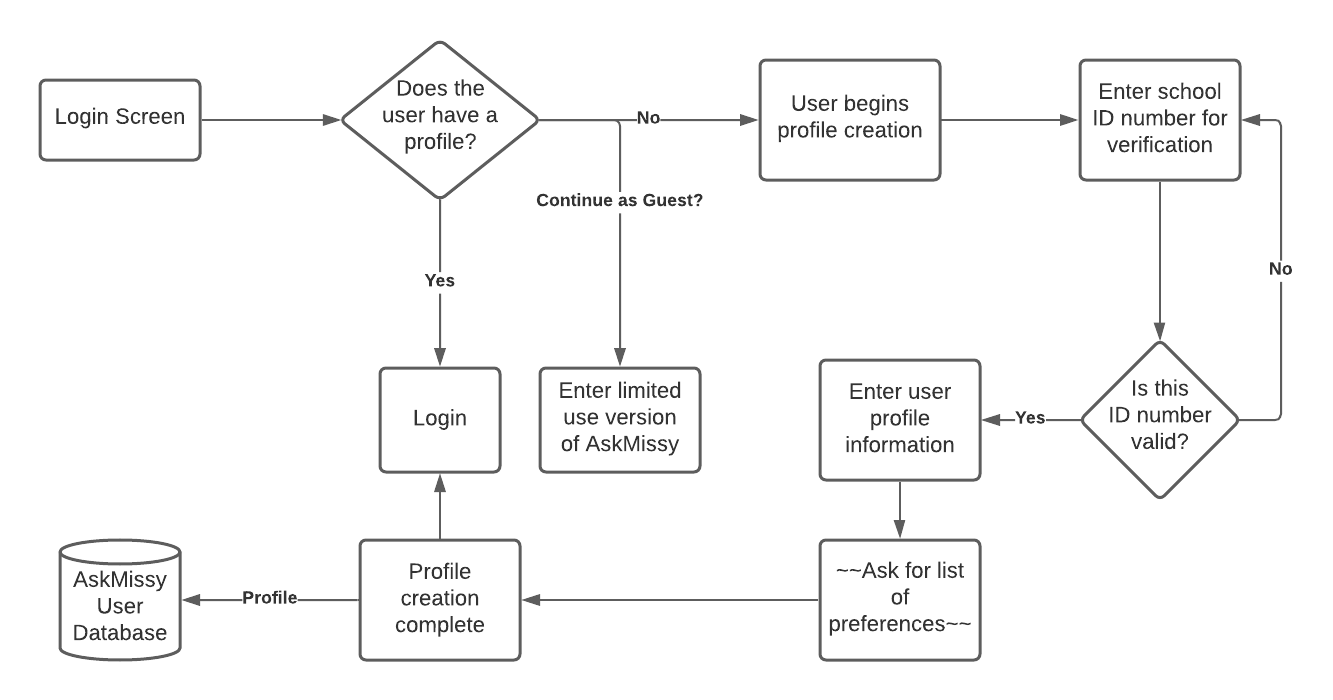 Login Screen
Does the
user have a
profile?
No
User begins
profile creation
Enter school
ID number for
verification
Continue as Guest?
Yes
No
Login
Enter limited
use version
of AskMissy
Enter user
profile
information
Yes
Is this
ID number
valid?
AskMissy
User
Database
Profile
Profile
creation
complete
~~Ask for list
of
preferences~~